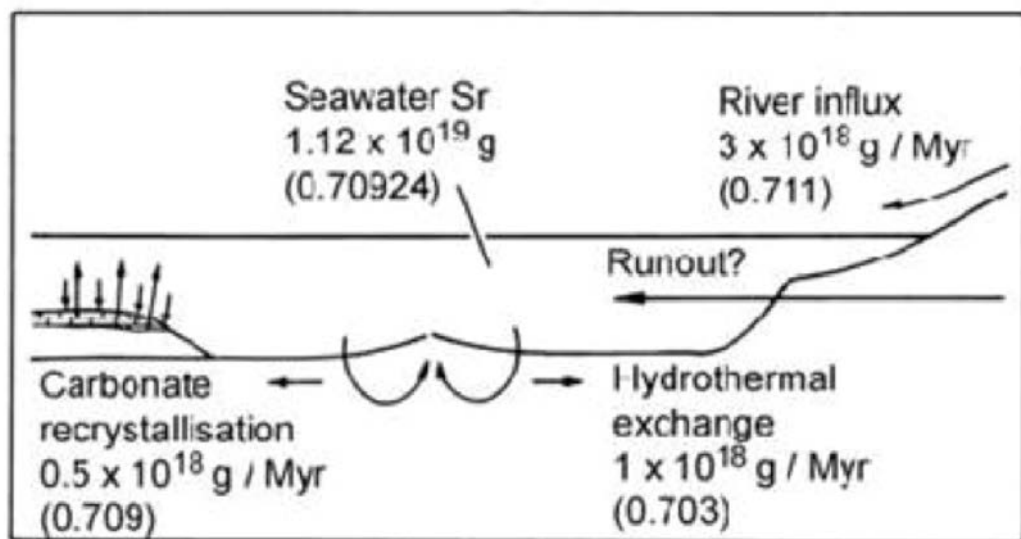 Seawater Sr
1.12 x 10¹⁹ g
(0.70924)
River influx
3 x 10¹⁸ g / Myr
(0.711)
Runout?
Carbonate
recrystallisation
0.5 x 10¹⁸ g / Myr
(0.709)
Hydrothermal
exchange
1 x 10¹⁸ g / Myr
(0.703)